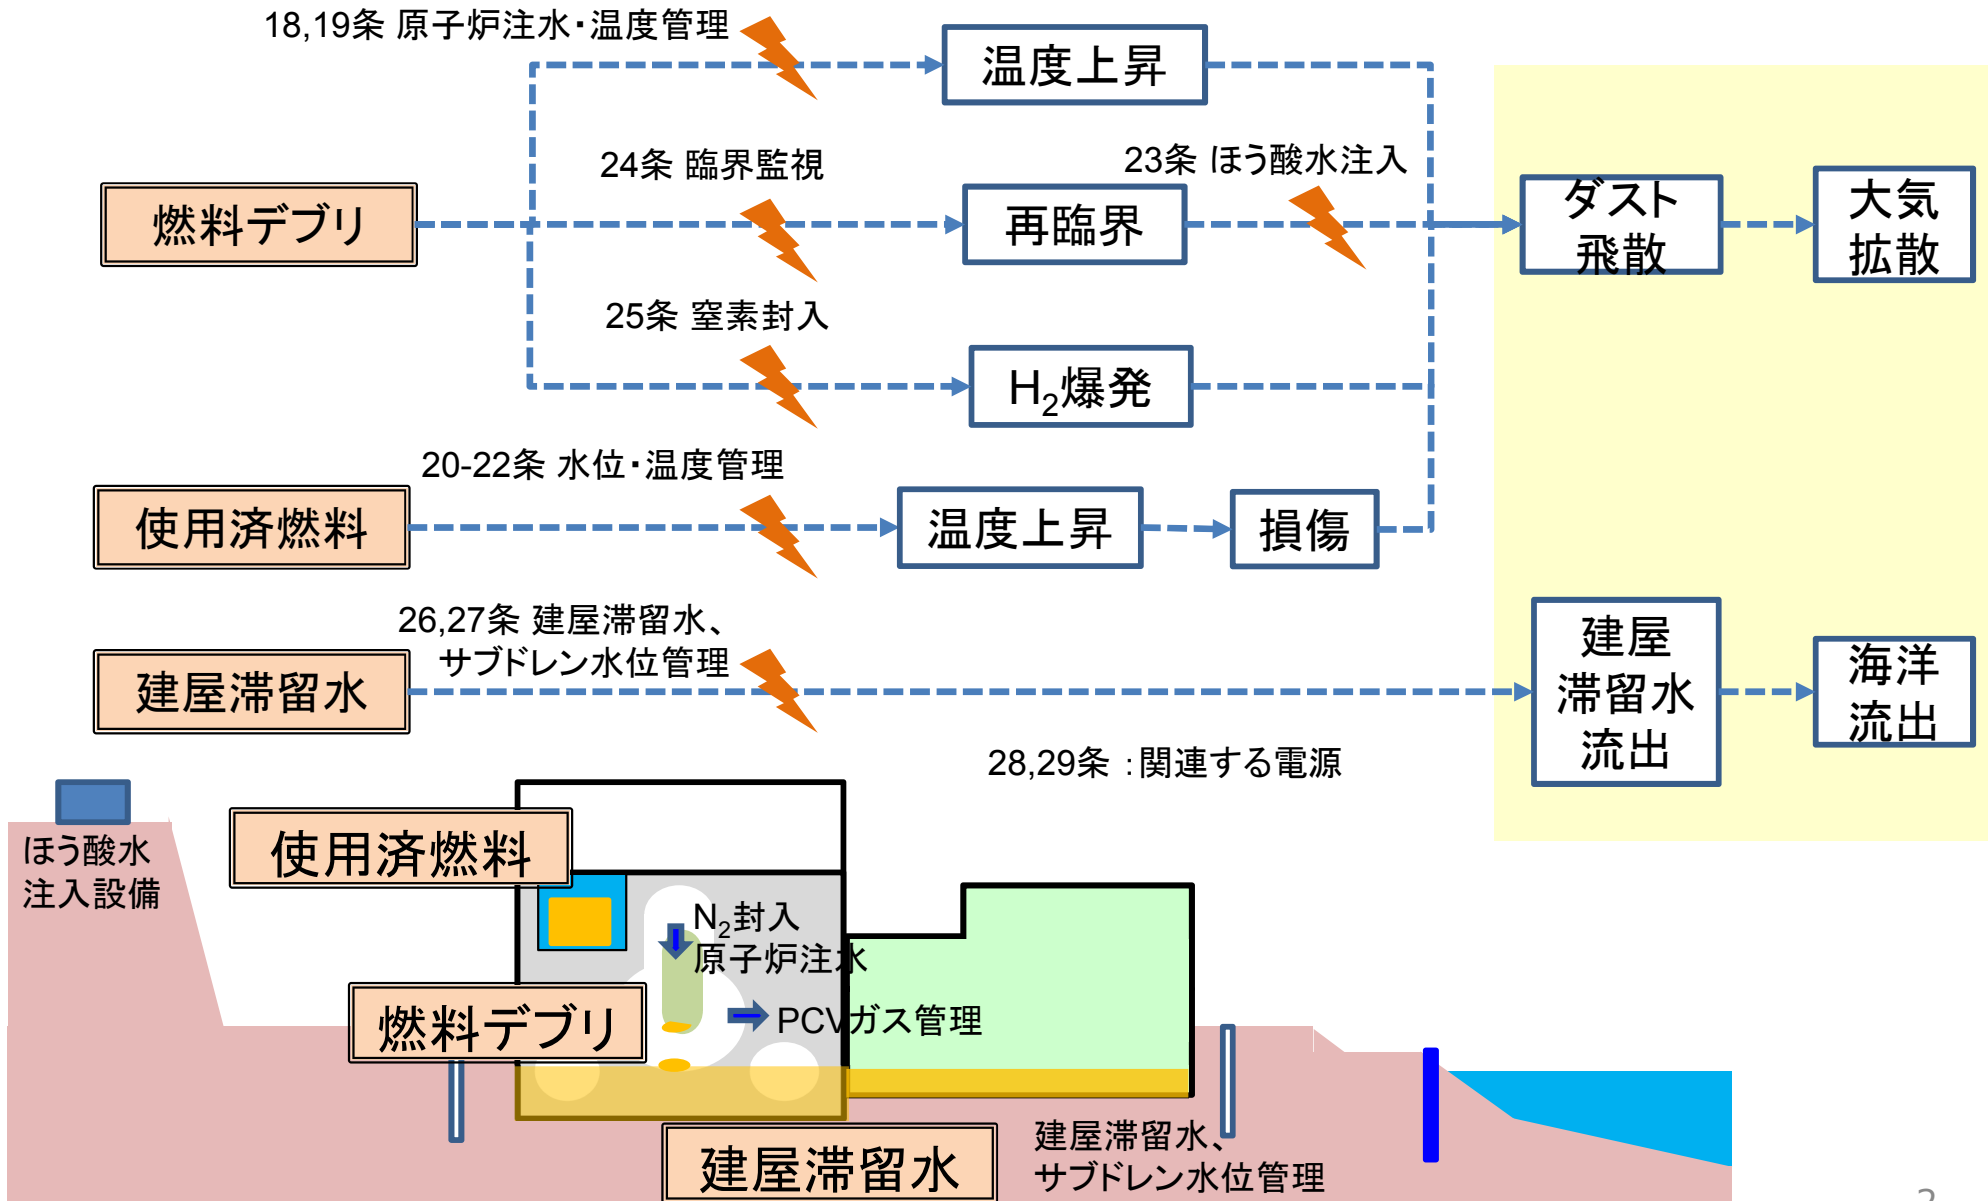 18,19条 原子炉注水・温度管理
温度上昇
24条 臨界監視
23条 ほう酸水注入
燃料デブリ
再臨界
ダスト
飛散
大気
拡散
25条 窒素封入
H₂爆発
20-22条 水位・温度管理
使用済燃料
温度上昇
損傷
26,27条 建屋滞留水、
サブドレン水位管理
建屋滞留水
建屋
滞留水
流出
海洋
流出
28,29条：関連する電源
ほう酸水
注入設備
使用済燃料
N₂封入
原子炉注水
燃料デブリ
PCVガス管理
建屋滞留水
建屋滞留水、
サブドレン水位管理